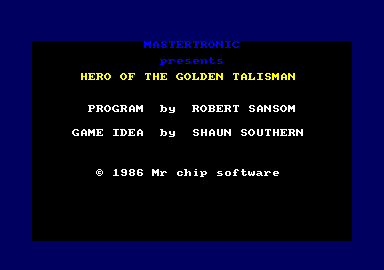 MASTERTRONIC
presents
HERO OF THE GOLDEN TALISMAN
PROGRAM by ROBERT SANSOM
GAME IDEA by SHAUN SOUTHERN
© 1986 Mr chip software